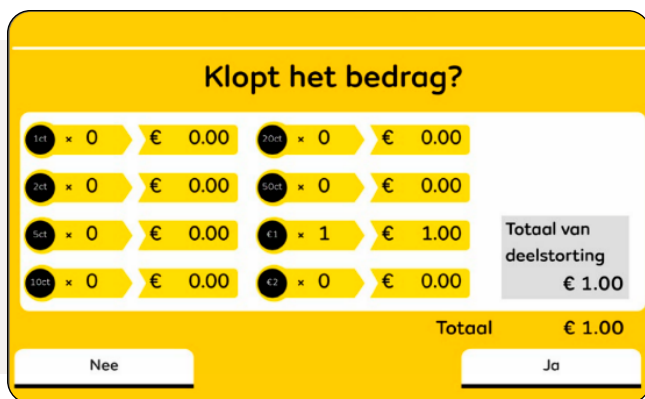 Klopt het bedrag?
1ct × 0 € 0.00 20ct × 0 € 0.00
2ct × 0 € 0.00 50ct × 0 € 0.00
5ct × 0 € 0.00 €1 × 1 € 1.00
10ct × 0 € 0.00 €2 × 0 € 0.00
Totaal van
deelstorting
€ 1.00
Totaal € 1.00
Nee Ja